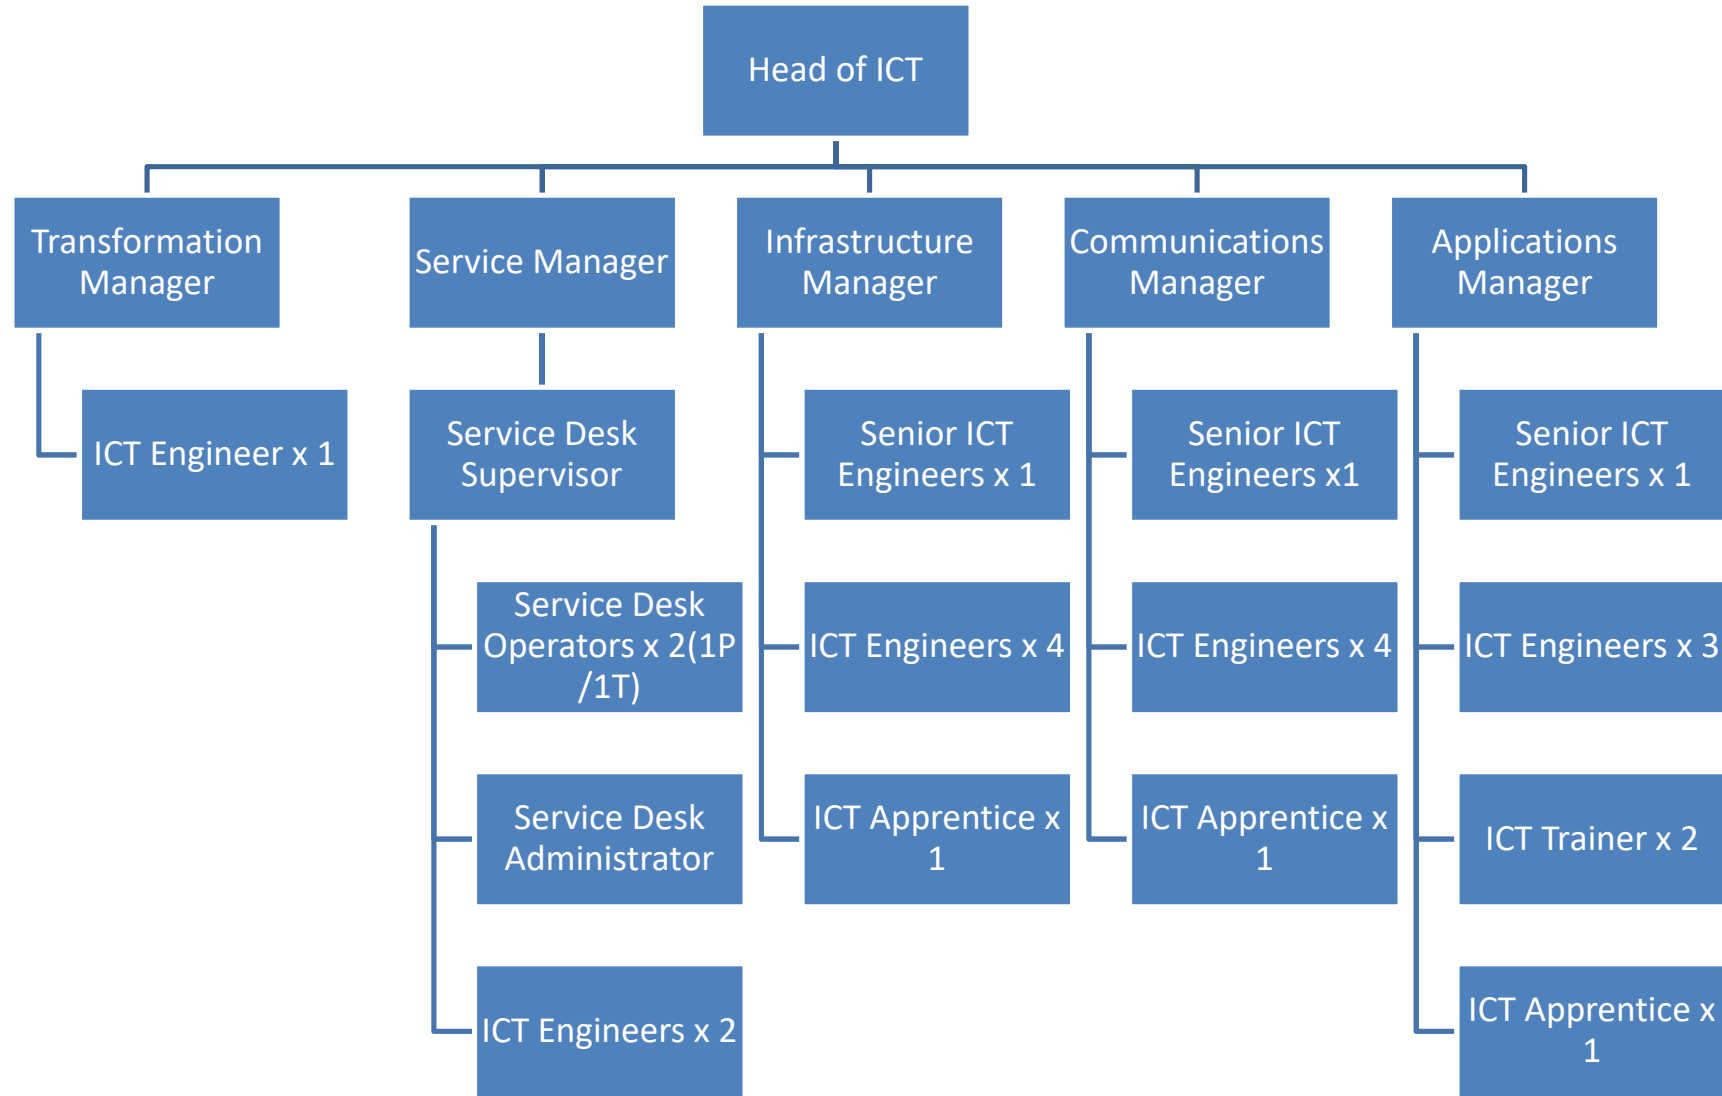 Head of ICT
Transformation
Manager
Service Manager
Infrastructure
Manager
Communications
Manager
Applications
Manager
ICT Engineer x 1
Service Desk
Supervisor
Senior ICT
Engineers x 1
Senior ICT
Engineers x1
Senior ICT
Engineers x 1
Service Desk
Operators x 2(1P
/1T)
ICT Engineers x 4
ICT Engineers x 4
ICT Engineers x 3
Service Desk
Administrator
ICT Apprentice x
1
ICT Apprentice x
1
ICT Trainer x 2
ICT Engineers x 2
ICT Apprentice x
1